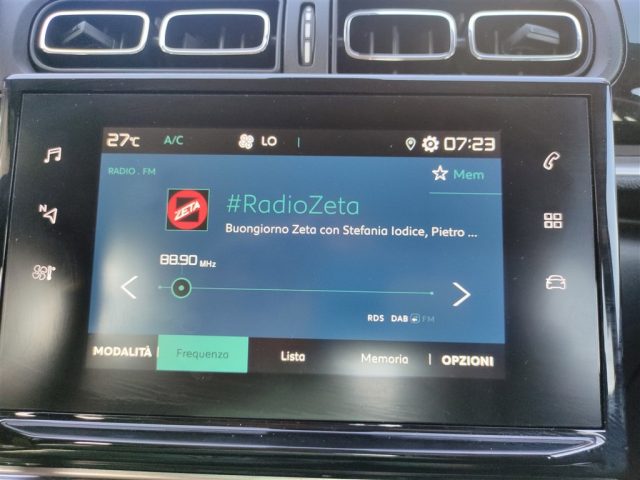 27°C A/C LO 07:23
N
RADIO . FM
Mem
ZETA
#RadioZeta
Buongiorno Zeta con Stefania Iodice, Pietro ...
88.90 MHz
RDS DAB FM
MODALITÀ Frequenza Lista Memoria OPZIONI